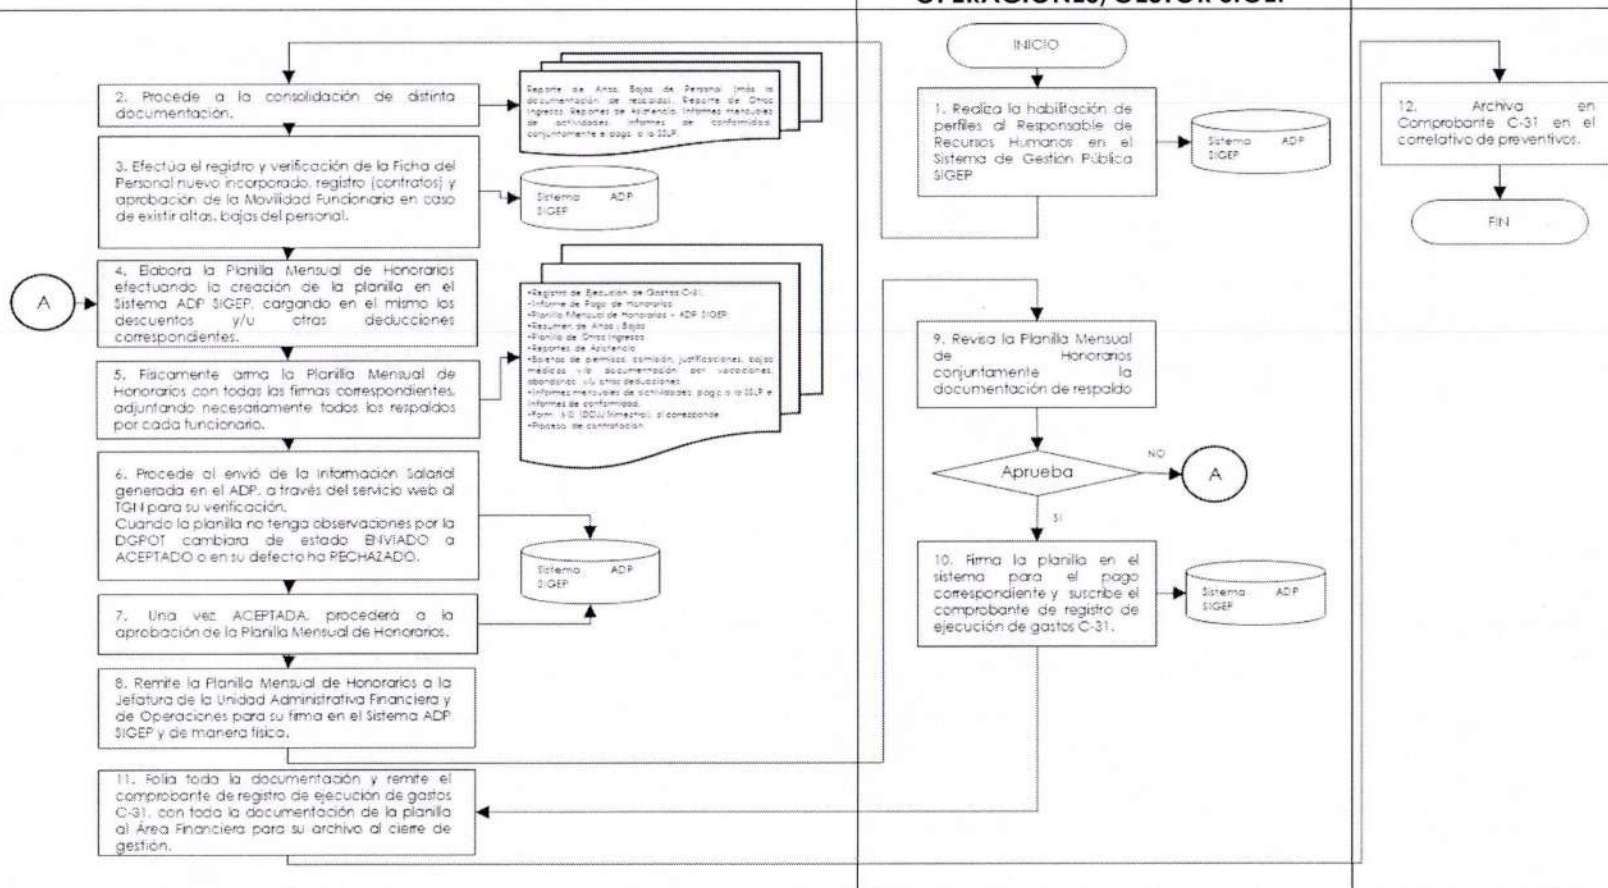 OPERACIONES/GESTOR SIGEP
INICIO
1. Realiza la habilitación de
perfiles al Responsable de
Recursos Humanos en el
Sistema de Gestión Pública
SIGEP
Sistema ADP
SIGEP
2. Procede a la consolidación de distinta
documentación.
Reporte de Altas, Bajas de Personal (más la
documentación de respaldo), Reporte de Otros
Ingresos, Reportes de Asistencia, Informes mensuales
de actividades, informes de conformidad,
conjuntamente e pago a la SSLP.
3. Efectúa el registro y verificación de la Ficha del
Personal nuevo incorporado, registro (contratos) y
aprobación de la Movilidad Funcionaria en caso
de existir altas, bajas del personal.
Sistema ADP
SIGEP
A
4. Elabora la Planilla Mensual de Honorarios
efectuando la creación de la planilla en el
Sistema ADP SIGEP, cargando en el mismo los
descuentos y/u otras deducciones
correspondientes.
5. Físicamente arma la Planilla Mensual de
Honorarios con todas las firmas correspondientes,
adjuntando necesariamente todos los respaldos
por cada funcionario.
•Registro de Ejecución de Gastos C-31.
•Informe de Pago de Honorarios
•Planilla Mensual de Honorarios – ADP SIGEP.
•Resumen de Altas y Bajas
•Planilla de Otros Ingresos
•Reportes de Asistencia
•Boletas de permisos, comisión, justificaciones, bajas
médicas y/o documentación por vacaciones,
abandonos y/u otras deducciones
•Informes mensuales de actividades, pago a la SSLP e
informes de conformidad.
•Form. 610 (DDJJ Trimestral), si corresponde
•Proceso de contratación.
6. Procede al envió de la Información Salarial
generada en el ADP, a través del servicio web al
TGN para su verificación.
Cuando la planilla no tenga observaciones por la
DGPOT cambiara de estado ENVIADO a
ACEPTADO o en su defecto ha RECHAZADO.
Sistema ADP
SIGEP
7. Una vez ACEPTADA, procederá a la
aprobación de la Planilla Mensual de Honorarios.
8. Remite la Planilla Mensual de Honorarios a la
Jefatura de la Unidad Administrativa Financiera y
de Operaciones para su firma en el Sistema ADP
SIGEP y de manera física.
9. Revisa la Planilla Mensual
de Honorarios
conjuntamente la
documentación de respaldo
Aprueba
NO
A
SI
10. Firma la planilla en el
sistema para el pago
correspondiente y suscribe el
comprobante de registro de
ejecución de gastos C-31.
Sistema ADP
SIGEP
11. Folia toda la documentación y remite el
comprobante de registro de ejecución de gastos
C-31, con toda la documentación de la planilla
al Área Financiera para su archivo al cierre de
gestión.
12. Archiva en
Comprobante C-31 en el
correlativo de preventivos.
FIN